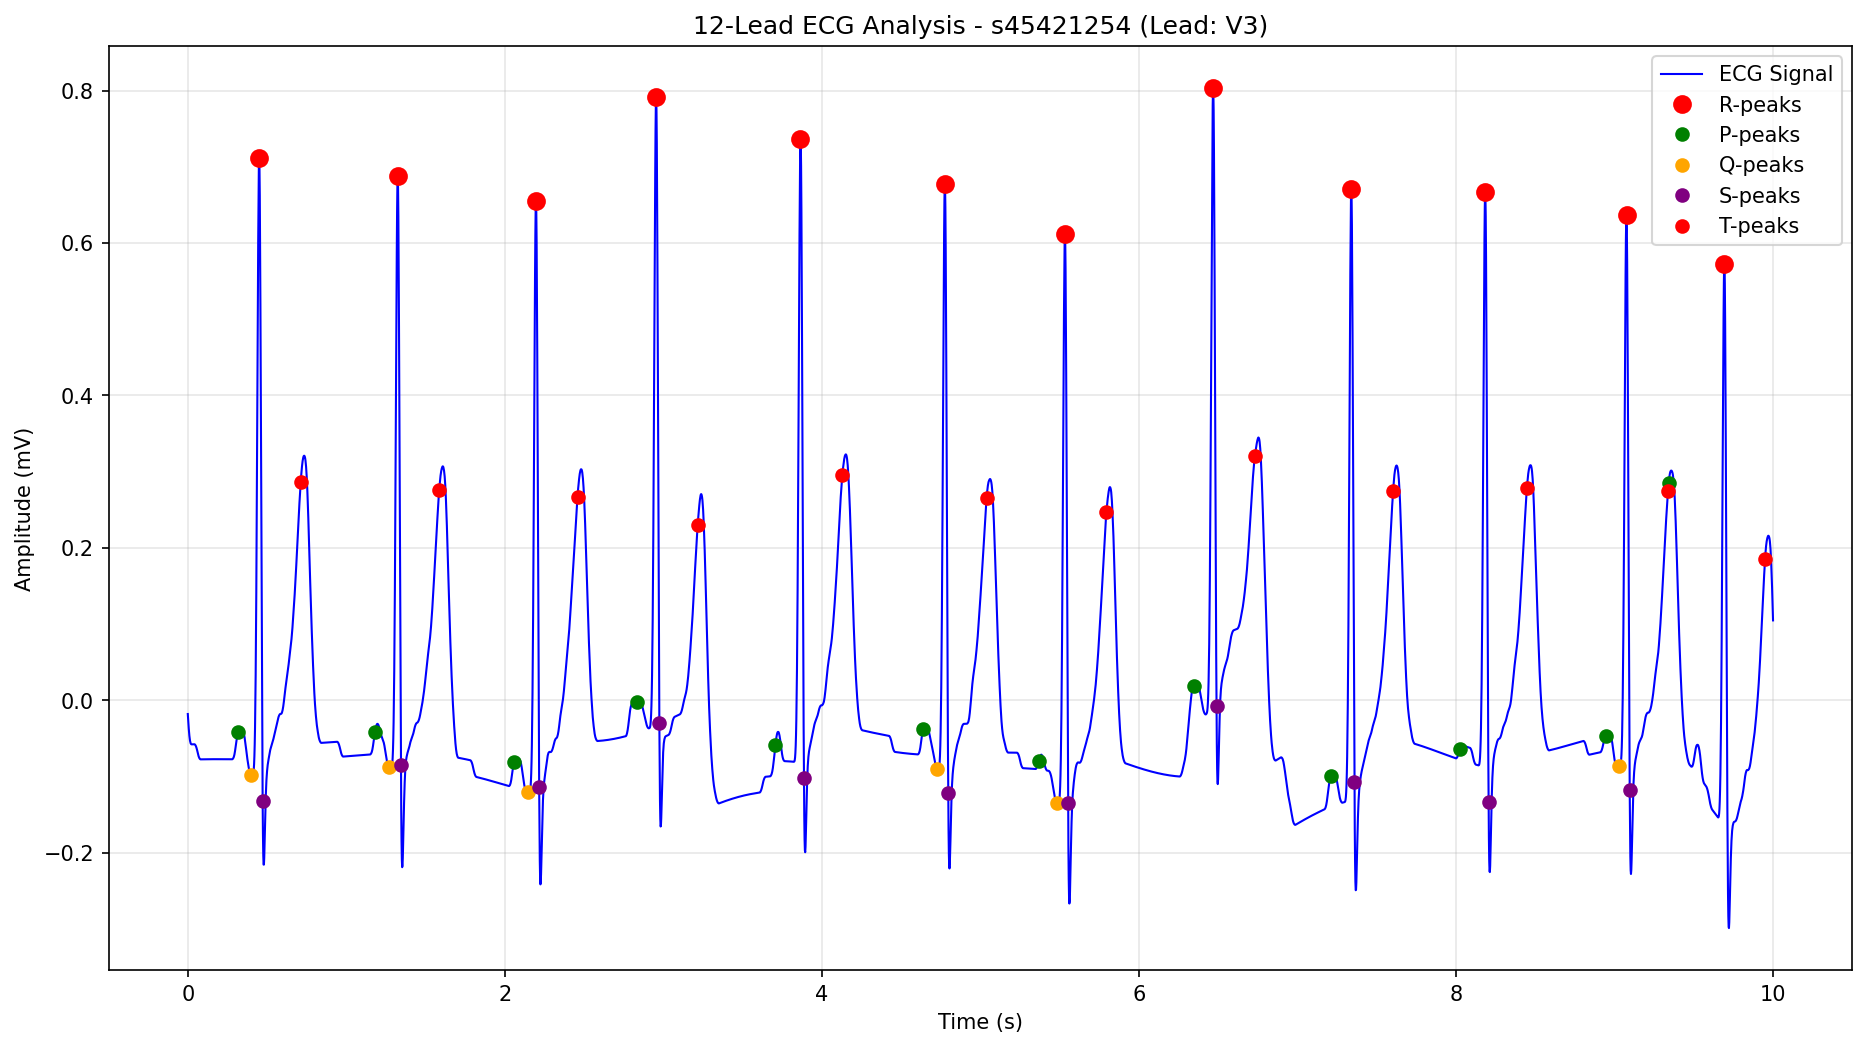 12-Lead ECG Analysis - s45421254 (Lead: V3)
ECG Signal
R-peaks
P-peaks
Q-peaks
S-peaks
T-peaks
Amplitude (mV)
0.8
0.6
0.4
0.2
0.0
−0.2
0 2 4 6 8 10
Time (s)